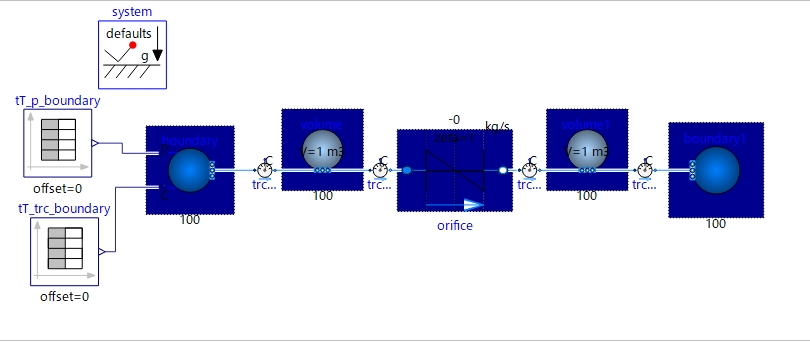 system
defaults
g
tT_p_boundary
offset=0
tT_trc_boundary
offset=0
boundary
100
C
trc...
volume
V=1 m3
100
C
trc...
-0
kg/s
orifice
C
trc...
volume1
V=1 m3
100
C
trc...
boundary1
100